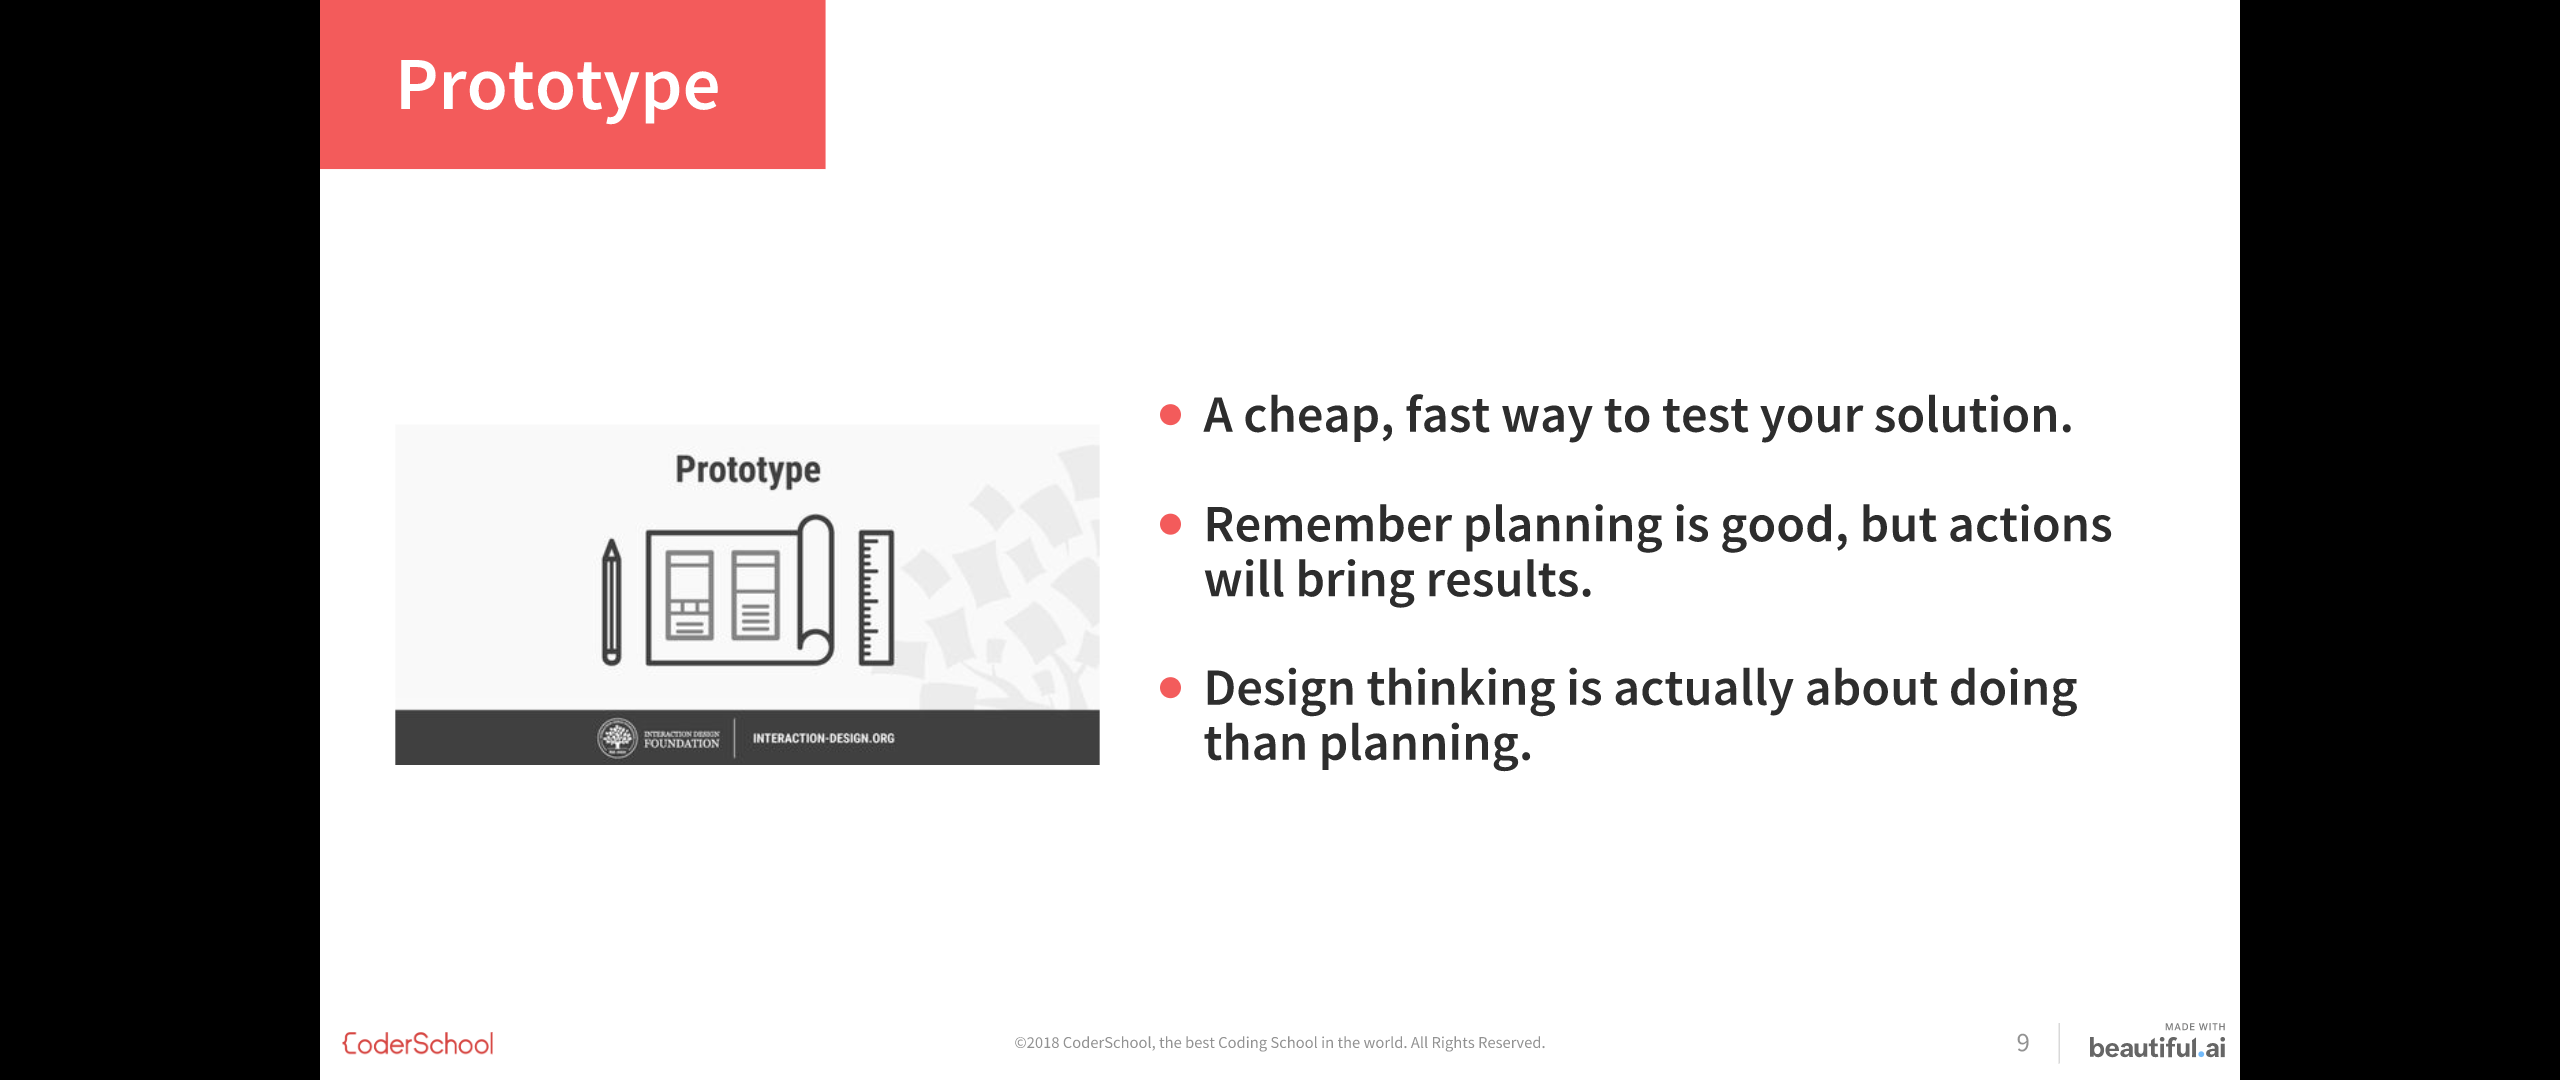 Prototype
Prototype
INTERACTION DESIGN
FOUNDATION
INTERACTION-DESIGN.ORG
A cheap, fast way to test your solution.
Remember planning is good, but actions
will bring results.
Design thinking is actually about doing
than planning.
CoderSchool
©2018 CoderSchool, the best Coding School in the world. All Rights Reserved.
9
MADE WITH
beautiful.ai